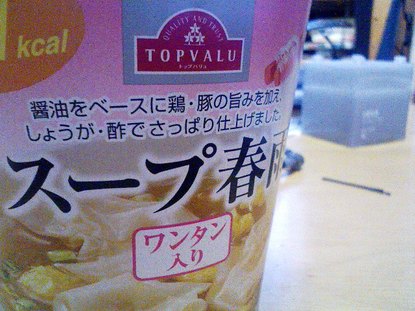 1 kcal
QUALITY AND TRUST
TOPVALU
トップバリュ
醤油をベースに鶏・豚の旨みを加え、
しょうが・酢でさっぱり仕上げました。
スープ春雨
ワンタン
入り